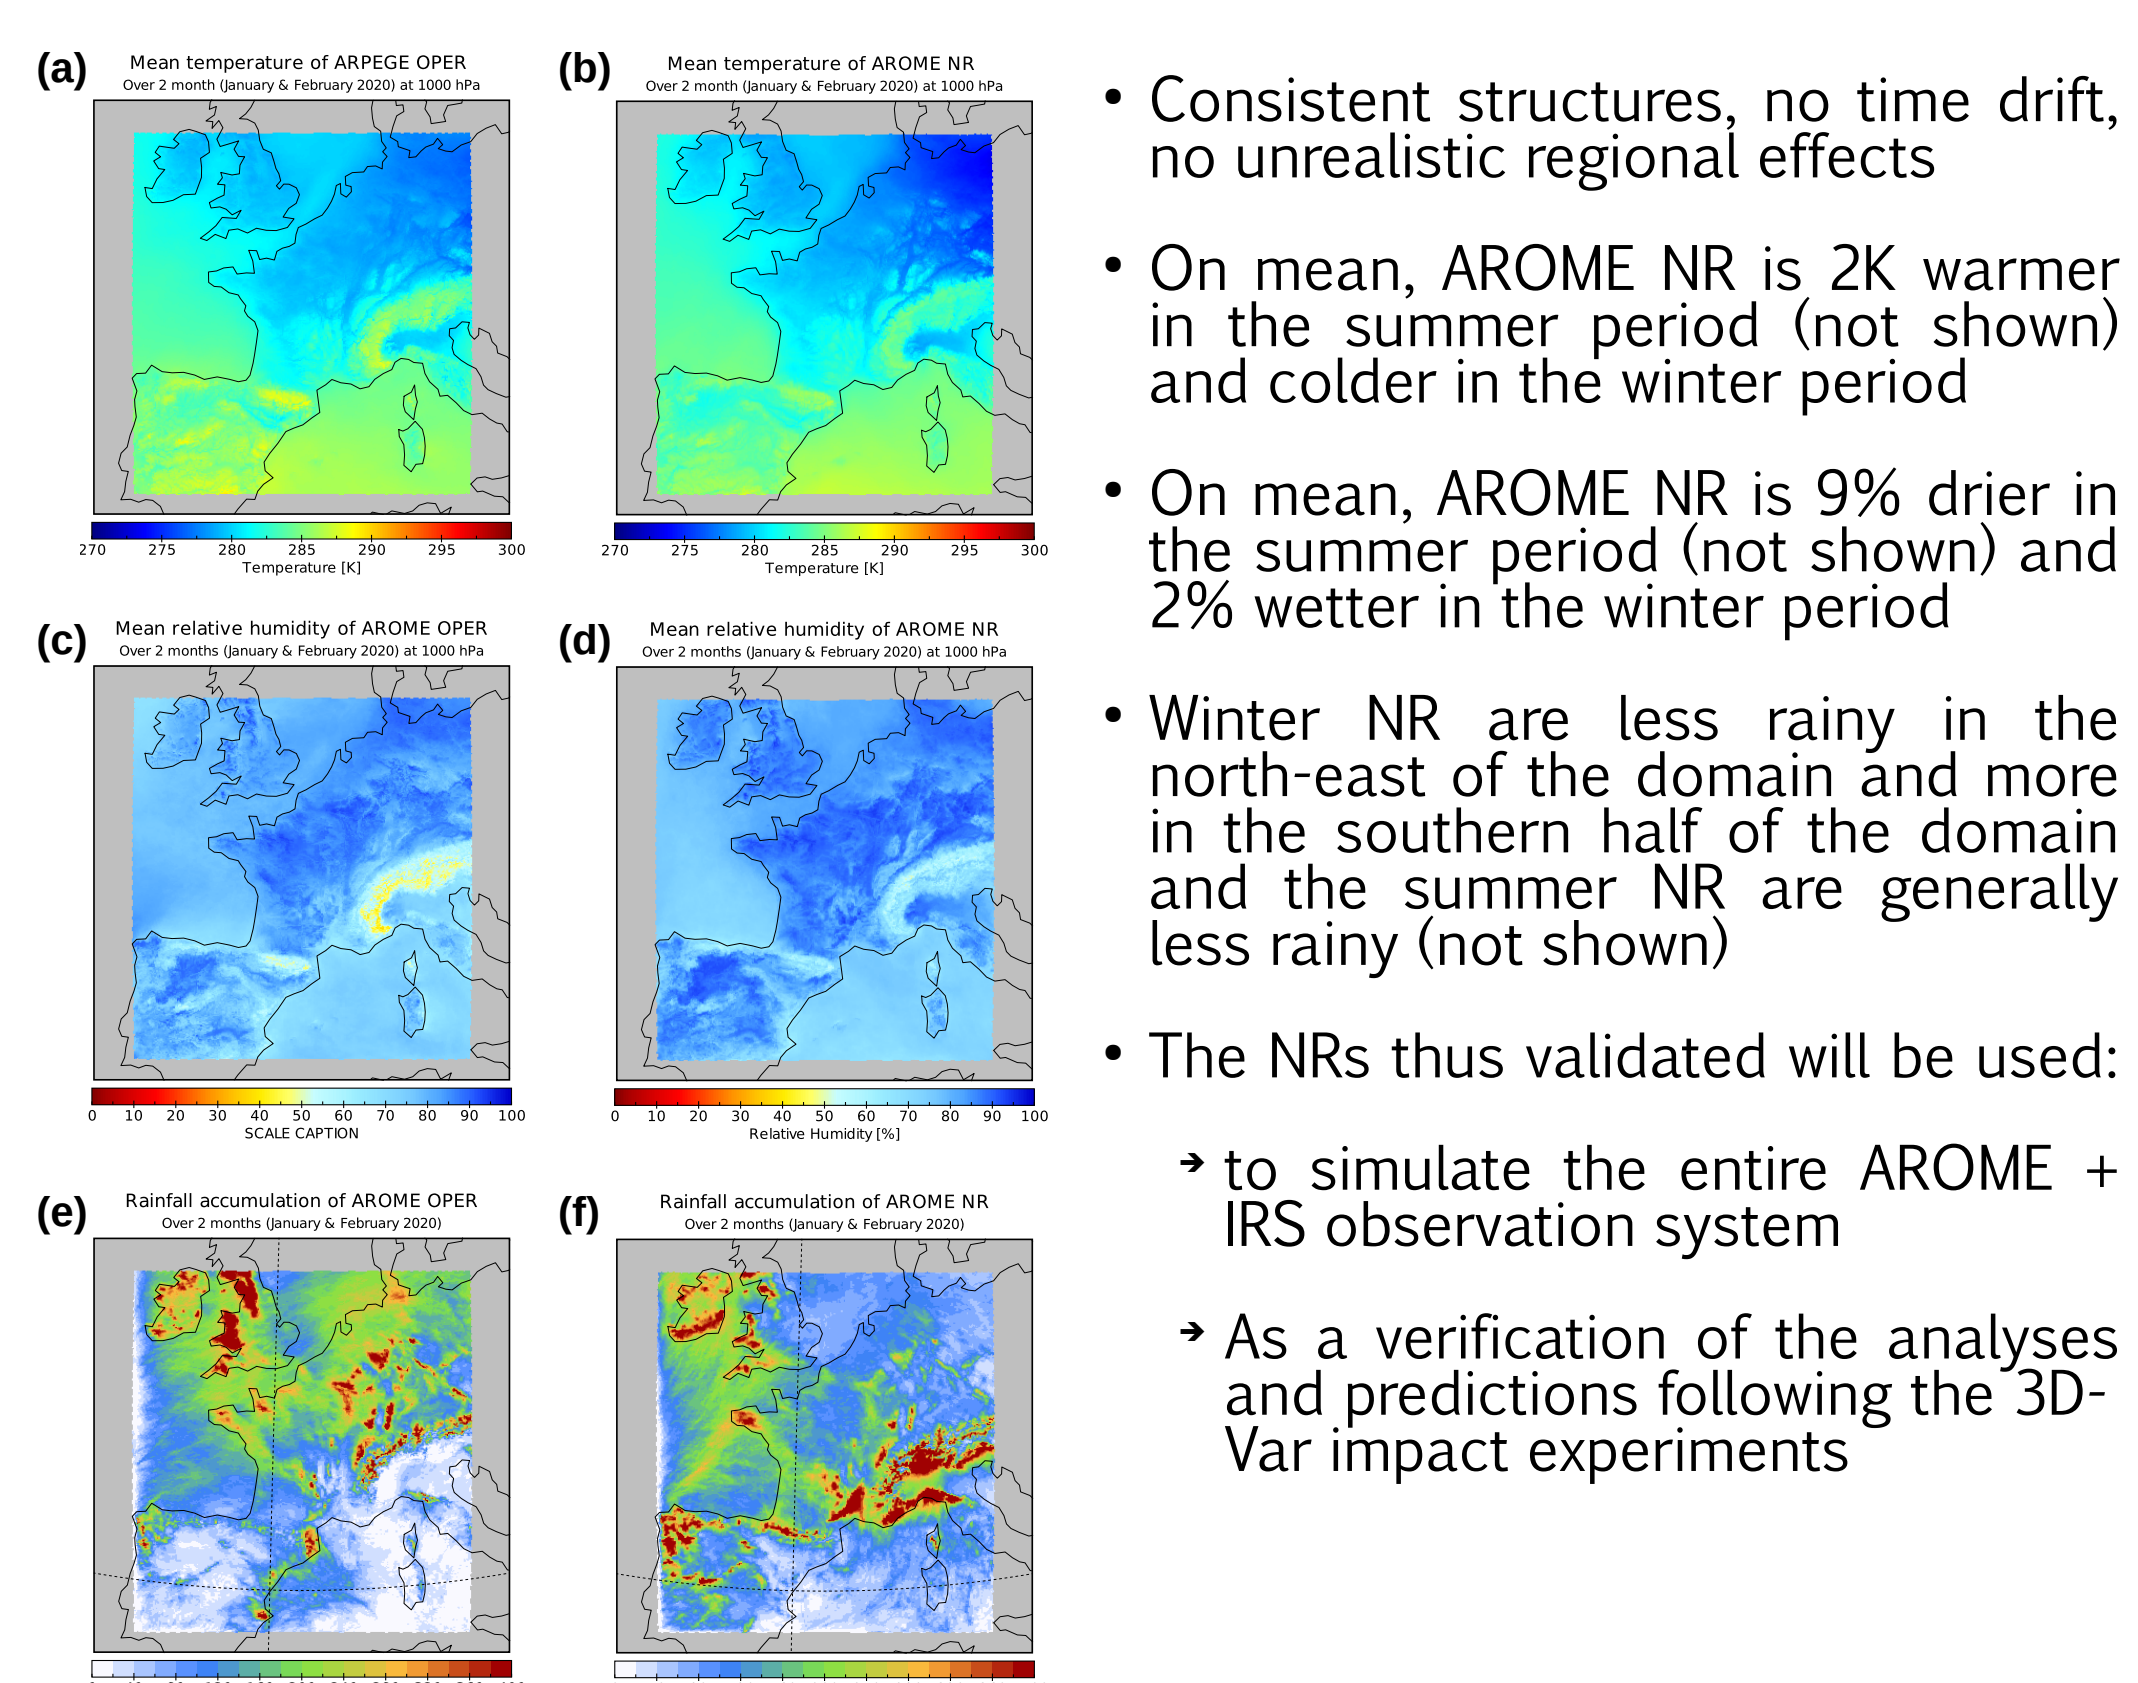 (a)
Mean temperature of ARPEGE OPER
Over 2 month (January & February 2020) at 1000 hPa
270 275 280 285 290 295 300
Temperature [K]
(b)
Mean temperature of AROME NR
Over 2 month (January & February 2020) at 1000 hPa
270 275 280 285 290 295 300
Temperature [K]
(c)
Mean relative humidity of AROME OPER
Over 2 months (January & February 2020) at 1000 hPa
0 10 20 30 40 50 60 70 80 90 100
SCALE CAPTION
(d)
Mean relative humidity of AROME NR
Over 2 months (January & February 2020) at 1000 hPa
0 10 20 30 40 50 60 70 80 90 100
Relative Humidity [%]
(e)
Rainfall accumulation of AROME OPER
Over 2 months (January & February 2020)
(f)
Rainfall accumulation of AROME NR
Over 2 months (January & February 2020)
• Consistent structures, no time drift,
no unrealistic regional effects
• On mean, AROME NR is 2K warmer
in the summer period (not shown)
and colder in the winter period
• On mean, AROME NR is 9% drier in
the summer period (not shown) and
2% wetter in the winter period
• Winter NR are less rainy in the
north-east of the domain and more
in the southern half of the domain
and the summer NR are generally
less rainy (not shown)
• The NRs thus validated will be used:
➔ to simulate the entire AROME +
IRS observation system
➔ As a verification of the analyses
and predictions following the 3D-
Var impact experiments